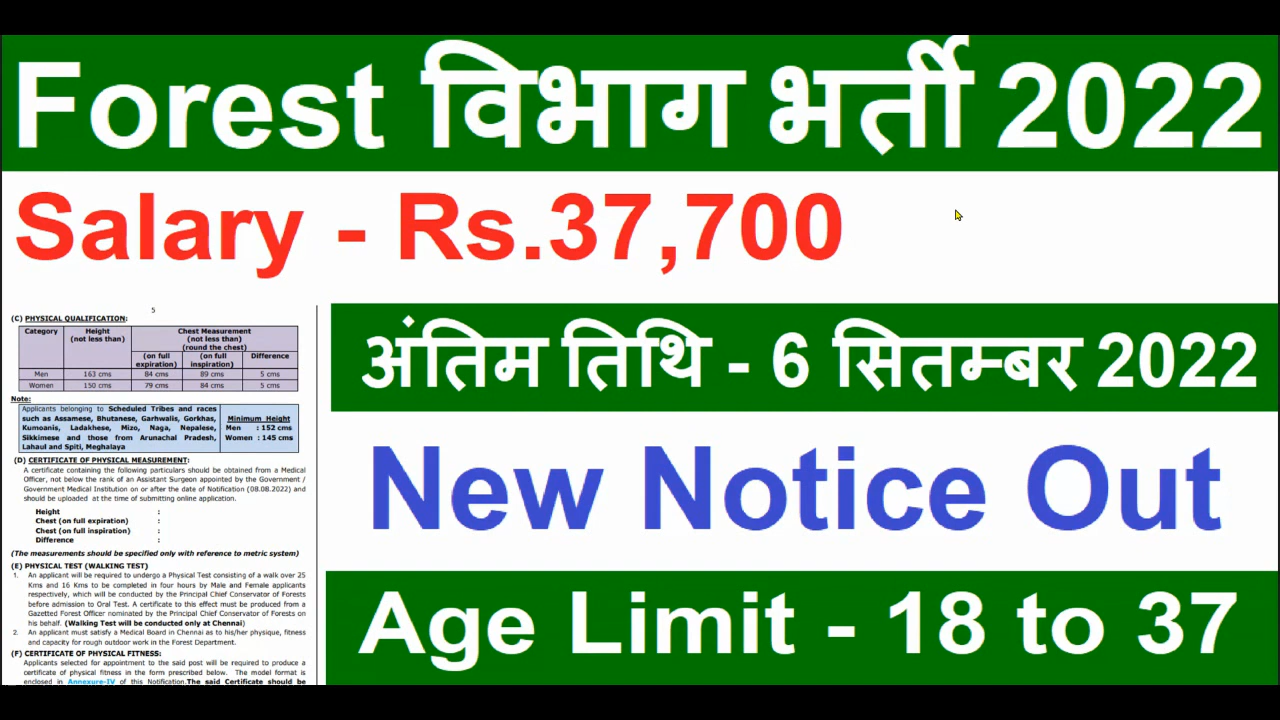 Forest विभाग भर्ती 2022
Salary - Rs.37,700
अंतिम तिथि - 6 सितम्बर 2022
New Notice Out
Age Limit - 18 to 37
5
(C) PHYSICAL QUALIFICATION:
Category Height (not less than) Chest Measurement (not less than) (round the chest)
(on full expiration) (on full inspiration) Difference
Men 163 cms 84 cms 89 cms 5 cms
Women 150 cms 79 cms 84 cms 5 cms
Note:
Applicants belonging to Scheduled Tribes and races
such as Assamese, Bhutanese, Garhwalis, Gorkhas,
Kumoanis, Ladakhese, Mizo, Naga, Nepalese,
Sikkimese and those from Arunachal Pradesh,
Lahaul and Spiti, Meghalaya
Minimum Height
Men : 152 cms
Women : 145 cms
(D) CERTIFICATE OF PHYSICAL MEASUREMENT:
A certificate containing the following particulars should be obtained from a Medical
Officer, not below the rank of an Assistant Surgeon appointed by the Government /
Government Medical Institution on or after the date of Notification (08.08.2022) and
should be uploaded at the time of submitting online application.
Height :
Chest (on full expiration) :
Chest (on full inspiration) :
Difference :
(The measurements should be specified only with reference to metric system)
(E) PHYSICAL TEST (WALKING TEST)
1. An applicant will be required to undergo a Physical Test consisting of a walk over 25
Kms and 16 Kms to be completed in four hours by Male and Female applicants
respectively, which will be conducted by the Principal Chief Conservator of Forests
before admission to Oral Test. A certificate to this effect must be produced from a
Gazetted Forest Officer nominated by the Principal Chief Conservator of Forests on
his behalf. (Walking Test will be conducted only at Chennai)
2. An applicant must satisfy a Medical Board in Chennai as to his/her physique, fitness
and capacity for rough outdoor work in the Forest Department.
(F) CERTIFICATE OF PHYSICAL FITNESS:
Applicants selected for appointment to the said post will be required to produce a
certificate of physical fitness in the form prescribed below. The model format is
enclosed in Annexure-IV of this Notification.The said Certificate should be